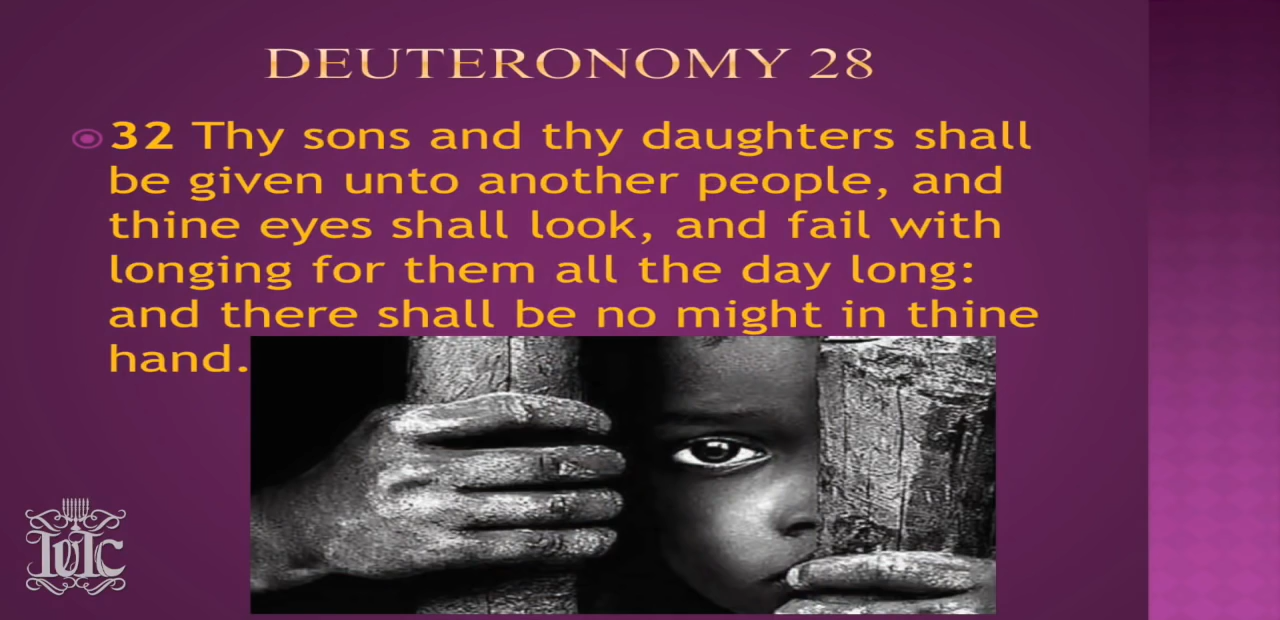 DEUTERONOMY 28
32 Thy sons and thy daughters shall
be given unto another people, and
thine eyes shall look, and fail with
longing for them all the day long:
and there shall be no might in thine
hand.
IUIC